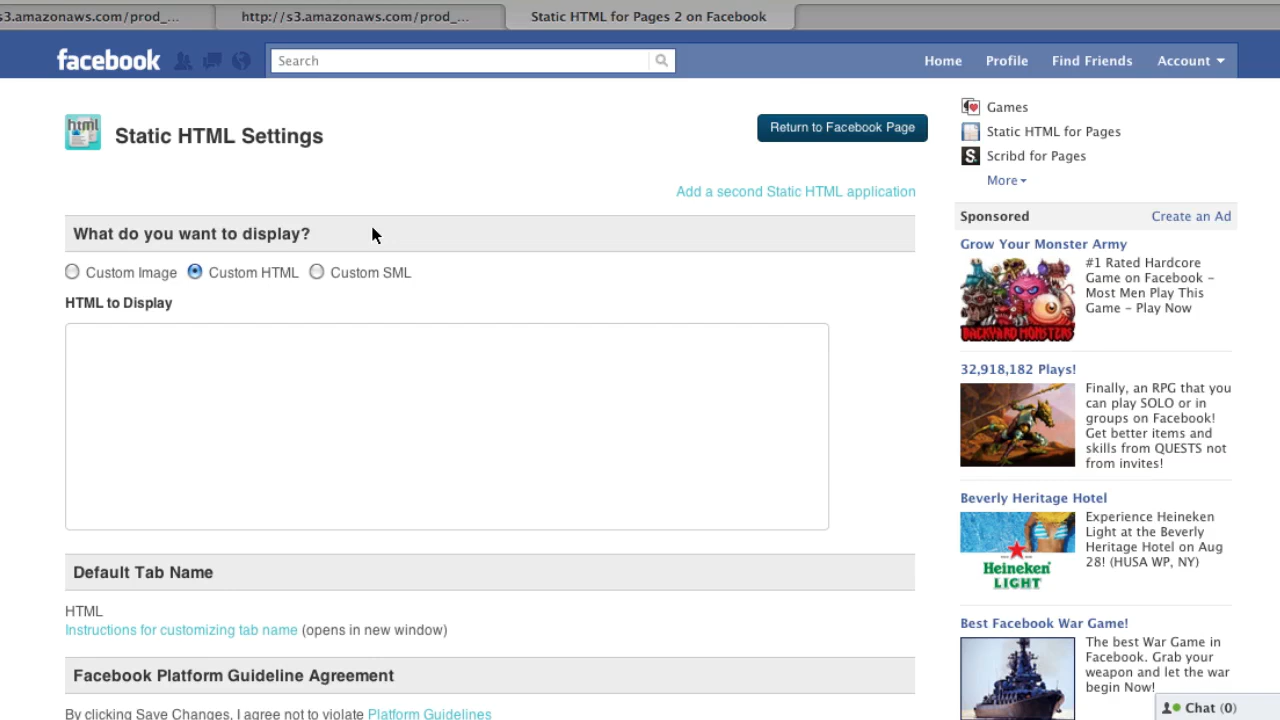 s3.amazonaws.com/prod_...
http://s3.amazonaws.com/prod_...
Static HTML for Pages 2 on Facebook
facebook
Search
Home
Profile
Find Friends
Account
html
Static HTML Settings
Return to Facebook Page
Add a second Static HTML application
What do you want to display?
Custom Image
Custom HTML
Custom SML
HTML to Display
Default Tab Name
HTML
Instructions for customizing tab name (opens in new window)
Facebook Platform Guideline Agreement
By clicking Save Changes, I agree not to violate Platform Guidelines
Games
Static HTML for Pages
S
Scribd for Pages
More
Sponsored
Create an Ad
Grow Your Monster Army
BACKYARD MONSTERS
#1 Rated Hardcore
Game on Facebook –
Most Men Play This
Game – Play Now
32,918,182 Plays!
Finally, an RPG that you
can play SOLO or in
groups on Facebook!
Get better items and
skills from QUESTS not
from invites!
Beverly Heritage Hotel
Heineken
LIGHT
Experience Heineken
Light at the Beverly
Heritage Hotel on Aug
28! (HUSA WP, NY)
Best Facebook War Game!
The best War Game in
Facebook. Grab your
weapon and let the war
begin Now!
Chat (0)